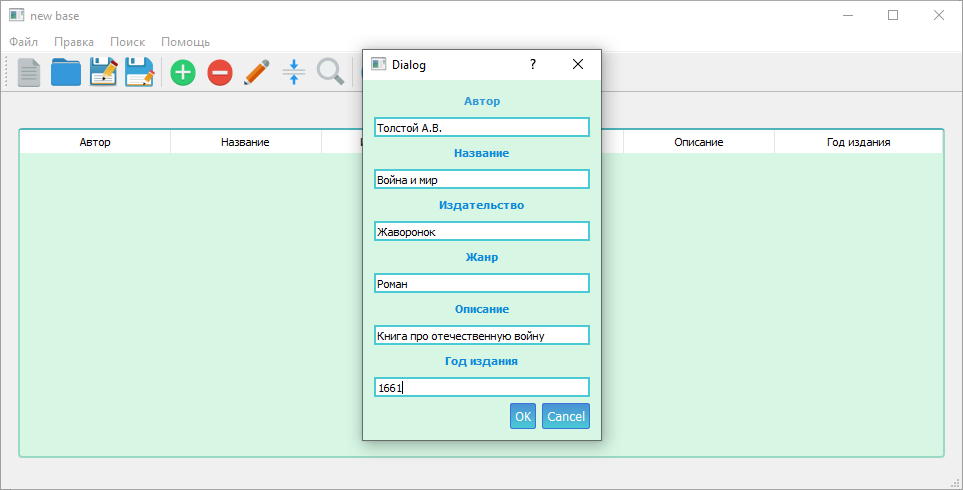 new base
Файл Правка Поиск Помощь
Dialog
?
Автор
Толстой А.В.
Название
Война и мир
Издательство
Жаворонок
Жанр
Роман
Описание
Книга про отечественную войну
Год издания
1661
OK Cancel
Автор Название Описание Год издания